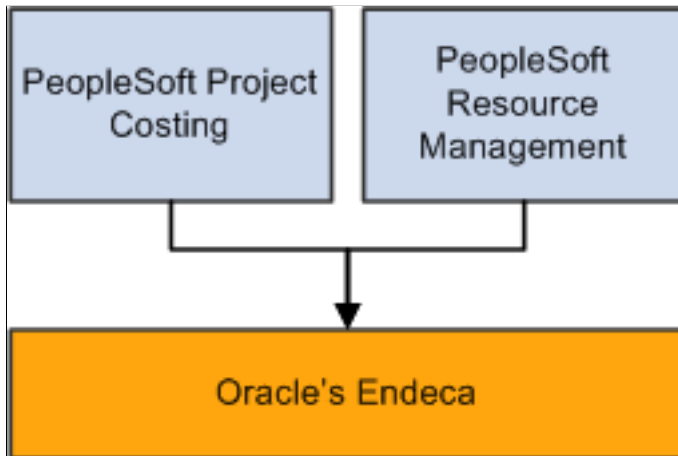 PeopleSoft Project
Costing
PeopleSoft
Resource
Management
Oracle's Endeca